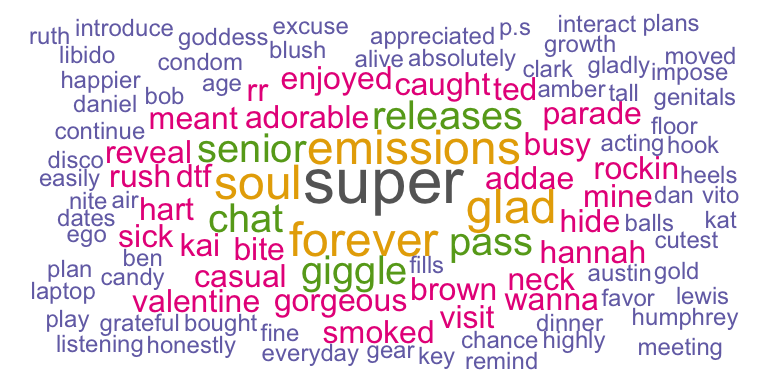 ruth introduce goddess excuse appreciated p.s interact plans
libido condom blush alive absolutely growth moved
happier age rr enjoyed caught ted clark gladly impose
daniel bob meant adorable releases amber tall genitals
continue parade floor
disco reveal senior emissions busy acting hook
easily rush dtf soul super addae rockin heels
nite air hart chat glad mine dan vito
dates forever hide balls kat
ego sick kai bite pass hannah cutest
plan ben casual giggle fills neck austin gold
laptop candy valentine gorgeous brown wanna favor lewis
play grateful bought fine smoked visit dinner humphrey
listening honestly everyday gear key chance highly meeting
remind